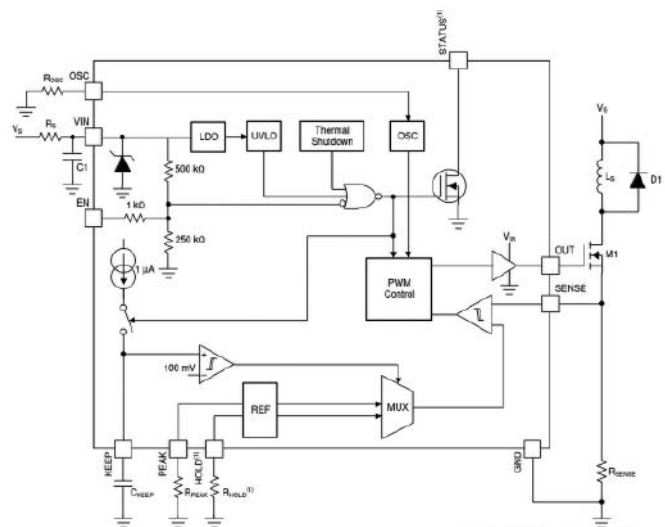 STATUS(1)
OSC
ROSC
VS
RS
VIN
C1
EN
LDO
UVLO
Thermal
Shutdown
OSC
500 kΩ
1 kΩ
250 kΩ
1 µA
VS
LS
D1
VIN
OUT
M1
SENSE
PWM
Control
100 mV
+
REF
MUX
KEEP
PEAK
HOLD(1)
GND
CKEEP
RPEAK
RHOLD(1)
RSENSE